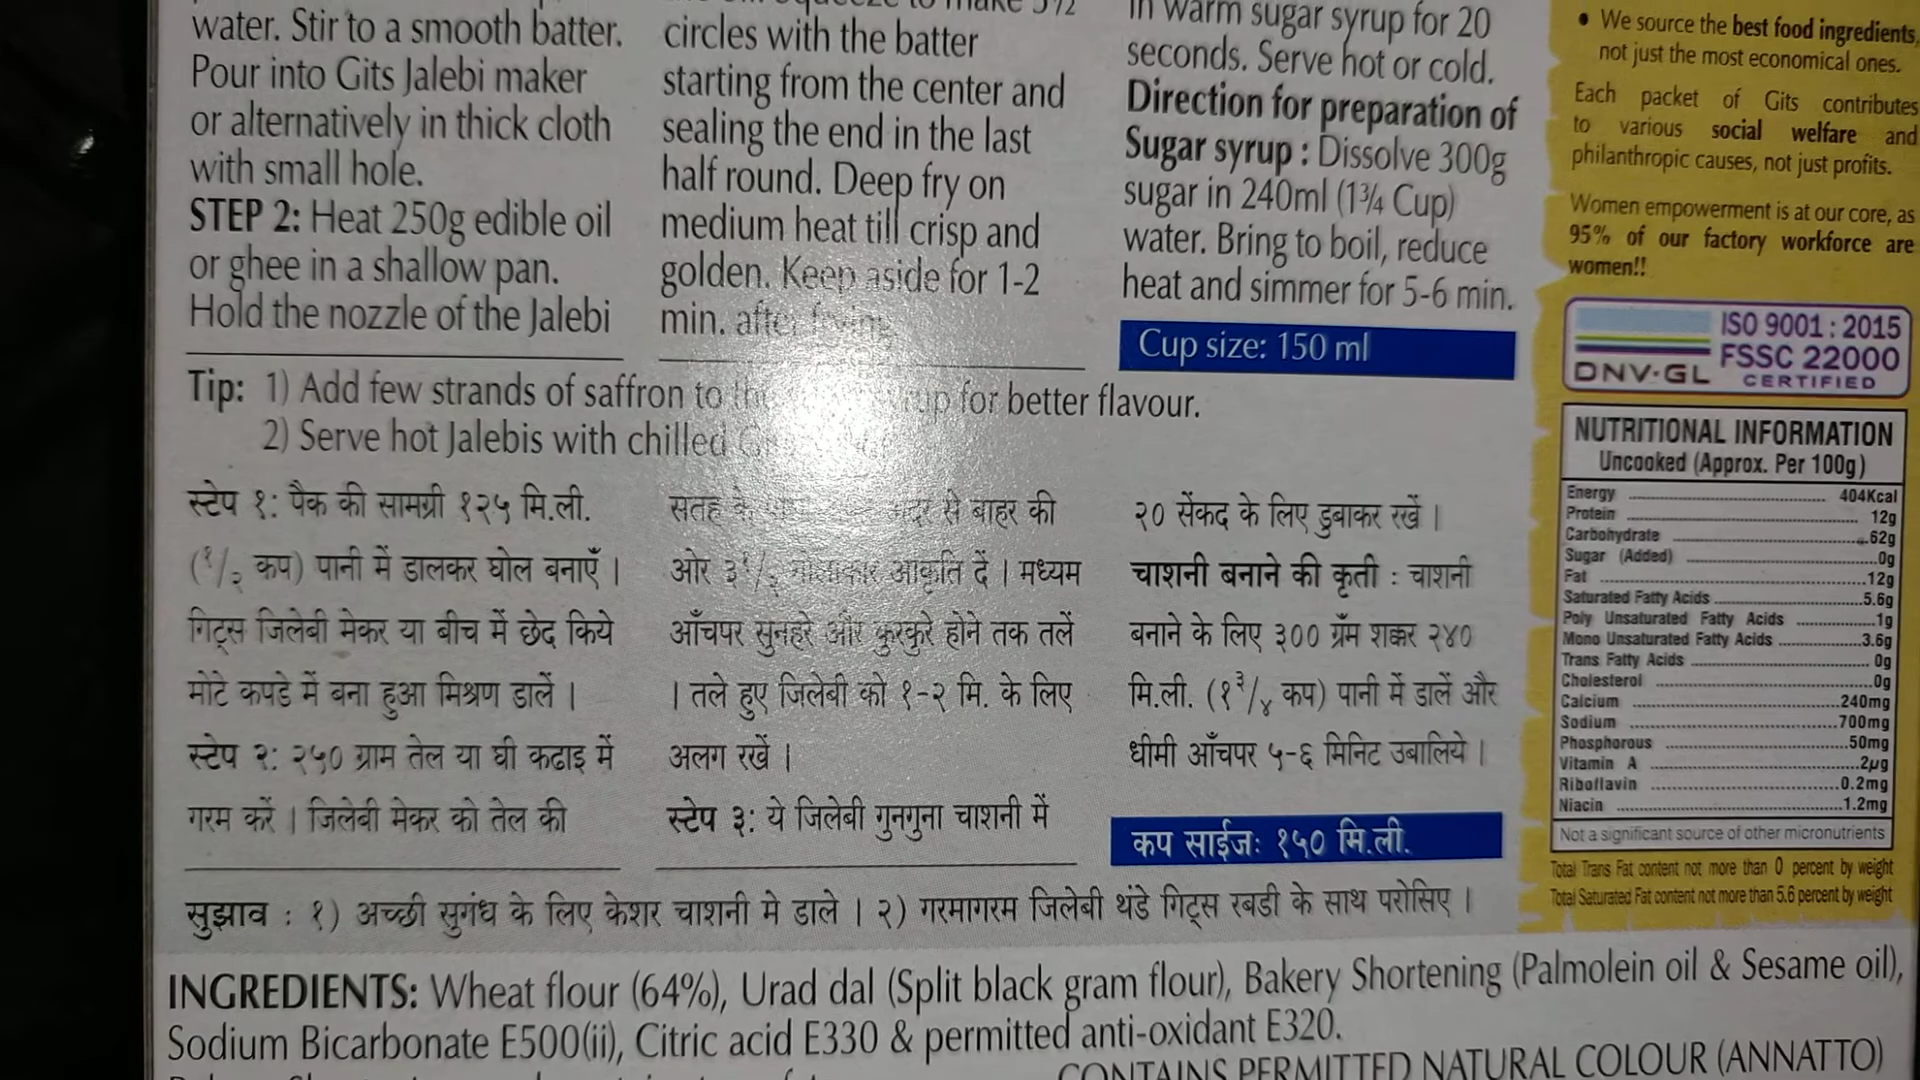 water. Stir to a smooth batter.
Pour into Gits Jalebi maker
or alternatively in thick cloth
with small hole.
STEP 2: Heat 250g edible oil
or ghee in a shallow pan.
Hold the nozzle of the Jalebi
to make 3½
circles with the batter
starting from the center and
sealing the end in the last
half round. Deep fry on
medium heat till crisp and
golden. Keep aside for 1-2
min. after frying
in warm sugar syrup for 20
seconds. Serve hot or cold.
Direction for preparation of
Sugar syrup : Dissolve 300g
sugar in 240ml (1¾ Cup)
water. Bring to boil, reduce
heat and simmer for 5-6 min.
Cup size: 150 ml
Tip: 1) Add few strands of saffron to for better flavour.
2) Serve hot Jalebis with chilled
स्टेप १: पैक की सामग्री १२५ मि.ली.
(१/२ कप) पानी में डालकर घोल बनाएँ ।
गिट्स जिलेबी मेकर या बीच में छेद किये
मोटे कपडे में बना हुआ मिश्रण डालें ।
स्टेप २: २५० ग्राम तेल या घी कढाइ में
गरम करें । जिलेबी मेकर को तेल की
सतह के अंदर से बाहर की
ओर ३१/२ गोलाकार आकृति दें । मध्यम
आँचपर सुनहरे और कुरकुरे होने तक तलें
। तले हुए जिलेबी को १-२ मि. के लिए
अलग रखें ।
स्टेप ३: ये जिलेबी गुनगुना चाशनी में
२० सेंकद के लिए डुबाकर रखें ।
चाशनी बनाने की कृती : चाशनी
बनाने के लिए ३०० ग्रॅम शक्कर २४०
मि.ली. (१३/४ कप) पानी में डालें और
धीमी आँचपर ५-६ मिनिट उबालिये ।
कप साईजः १५० मि.ली.
सुझाव : १) अच्छी सुगंध के लिए केशर चाशनी मे डाले । २) गरमागरम जिलेबी थंडे गिट्स रबडी के साथ परोसिए ।
• We source the best food ingredients,
not just the most economical ones.
Each packet of Gits contributes
to various social welfare and
philanthropic causes, not just profits.
Women empowerment is at our core, as
95% of our factory workforce are
women!!
ISO 9001 : 2015
FSSC 22000
DNV·GL CERTIFIED
NUTRITIONAL INFORMATION
Uncooked (Approx. Per 100g)
Energy 404Kcal
Protein 12g
Carbohydrate 62g
Sugar (Added) 0g
Fat 12g
Saturated Fatty Acids 5.6g
Poly Unsaturated Fatty Acids 1g
Mono Unsaturated Fatty Acids 3.6g
Trans Fatty Acids 0g
Cholesterol 0g
Calcium 240mg
Sodium 700mg
Phosphorous 50mg
Vitamin A 2µg
Riboflavin 0.2mg
Niacin 1.2mg
Not a significant source of other micronutrients
Total Trans Fat content not more than 0 percent by weight
Total Saturated Fat content not more than 5.6 percent by weight
INGREDIENTS: Wheat flour (64%), Urad dal (Split black gram flour), Bakery Shortening (Palmolein oil & Sesame oil),
Sodium Bicarbonate E500(ii), Citric acid E330 & permitted anti-oxidant E320.
CONTAINS PERMITTED NATURAL COLOUR (ANNATTO)